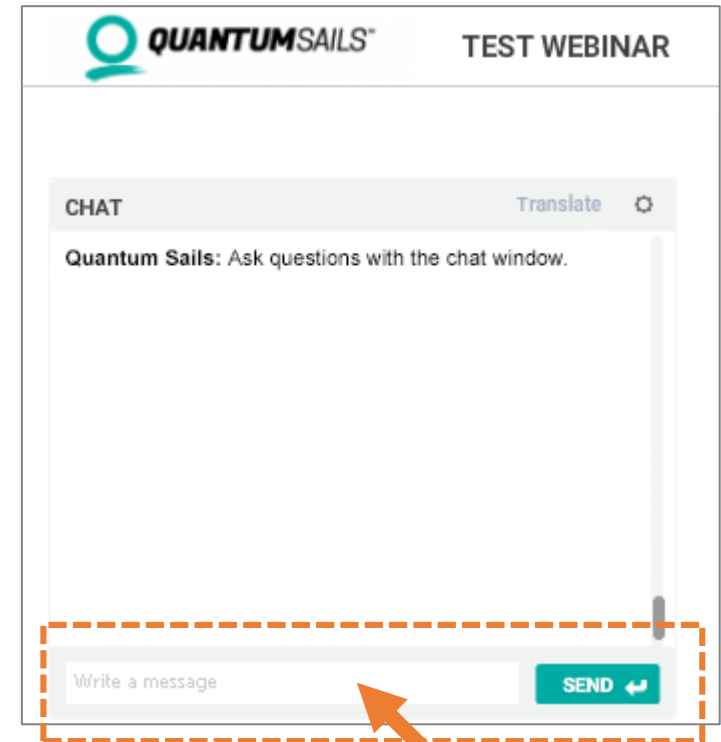 QUANTUMSAILS™ TEST WEBINAR
CHAT Translate
Quantum Sails: Ask questions with the chat window.
Write a message SEND